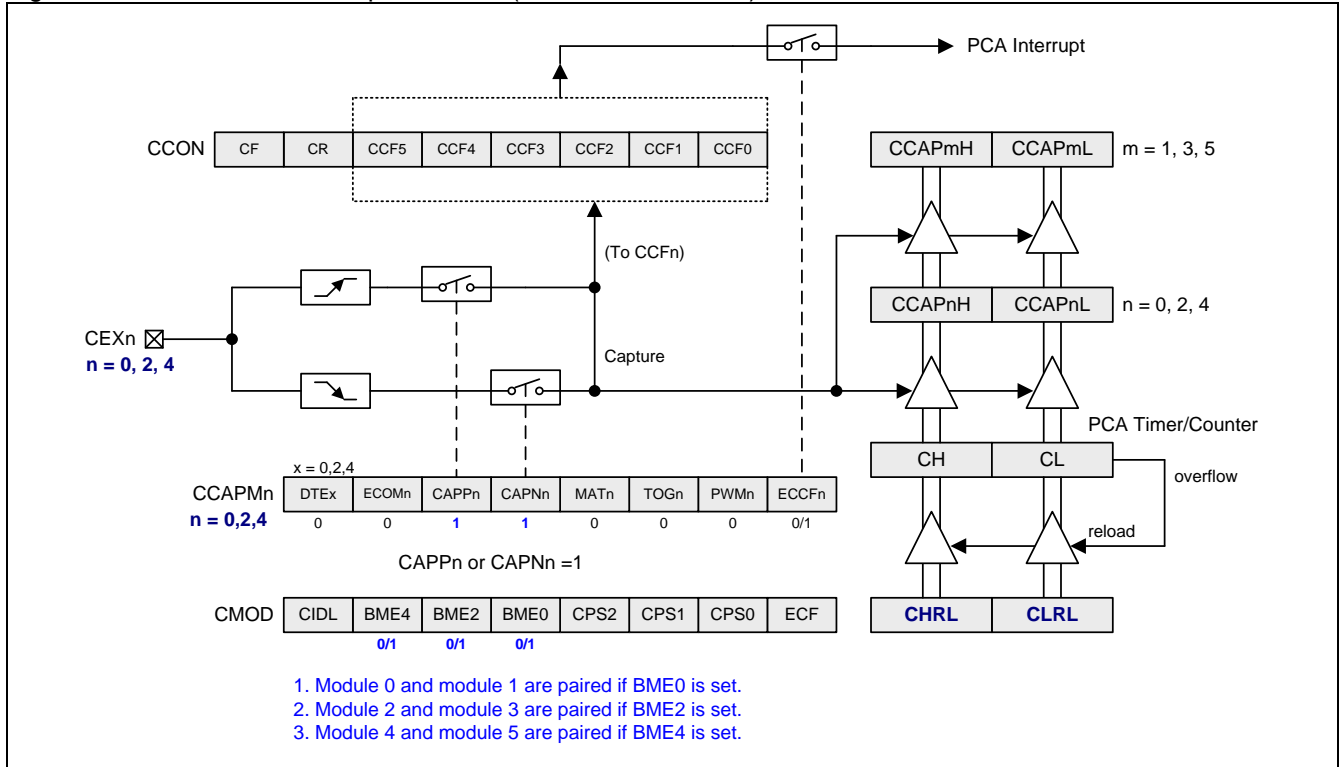 PCA Interrupt
CCON CF CR CCF5 CCF4 CCF3 CCF2 CCF1 CCF0
CCAPmH CCAPmL m = 1, 3, 5
(To CCFn)
CCAPnH CCAPnL n = 0, 2, 4
CEXn
n = 0, 2, 4
Capture
PCA Timer/Counter
CH CL
overflow
x = 0,2,4
CCAPMn DTEx ECOMn CAPPn CAPNn MATn TOGn PWMn ECCFn
n = 0,2,4 0 0 1 1 0 0 0 0/1
reload
CAPPn or CAPNn =1
CMOD CIDL BME4 BME2 BME0 CPS2 CPS1 CPS0 ECF
CHRL CLRL
0/1 0/1 0/1
1. Module 0 and module 1 are paired if BME0 is set.
2. Module 2 and module 3 are paired if BME2 is set.
3. Module 4 and module 5 are paired if BME4 is set.